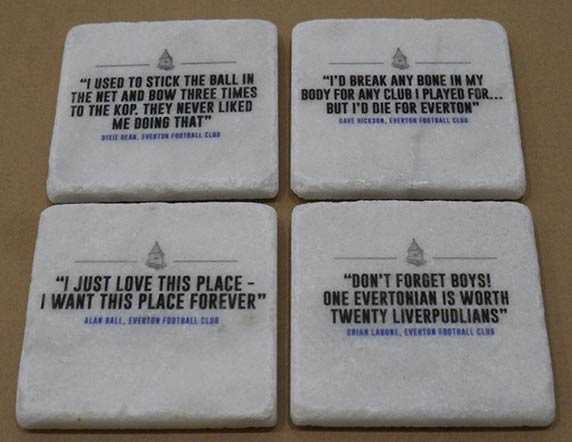 “I USED TO STICK THE BALL IN
THE NET AND BOW THREE TIMES
TO THE KOP. THEY NEVER LIKED
ME DOING THAT”
DIXIE DEAN, EVERTON FOOTBALL CLUB
“I'D BREAK ANY BONE IN MY
BODY FOR ANY CLUB I PLAYED FOR...
BUT I'D DIE FOR EVERTON”
DAVE HICKSON, EVERTON FOOTBALL CLUB
“I JUST LOVE THIS PLACE -
I WANT THIS PLACE FOREVER”
ALAN BALL, EVERTON FOOTBALL CLUB
“DON'T FORGET BOYS!
ONE EVERTONIAN IS WORTH
TWENTY LIVERPUDLIANS”
BRIAN LABONE, EVERTON FOOTBALL CLUB